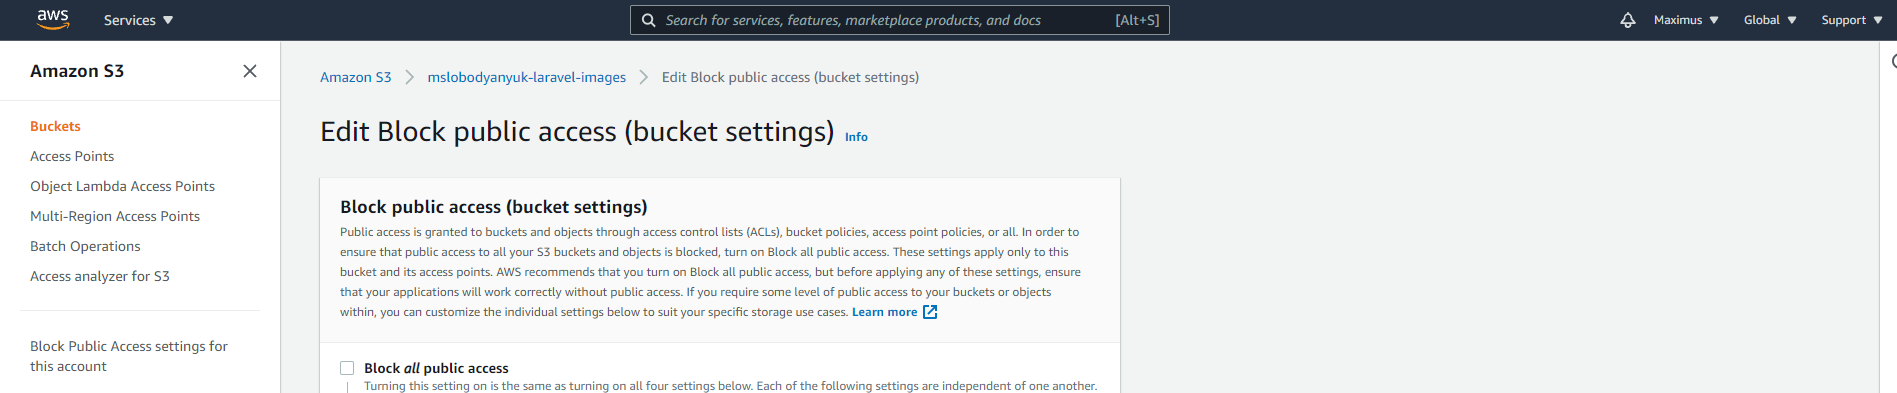 aws Services Search for services, features, marketplace products, and docs [Alt+S] Maximus Global Support
Amazon S3
Buckets
Access Points
Object Lambda Access Points
Multi-Region Access Points
Batch Operations
Access analyzer for S3
Block Public Access settings for
this account
Amazon S3 mslobodyanyuk-laravel-images Edit Block public access (bucket settings)
Edit Block public access (bucket settings) Info
Block public access (bucket settings)
Public access is granted to buckets and objects through access control lists (ACLs), bucket policies, access point policies, or all. In order to
ensure that public access to all your S3 buckets and objects is blocked, turn on Block all public access. These settings apply only to this
bucket and its access points. AWS recommends that you turn on Block all public access, but before applying any of these settings, ensure
that your applications will work correctly without public access. If you require some level of public access to your buckets or objects
within, you can customize the individual settings below to suit your specific storage use cases. Learn more
Block all public access
Turning this setting on is the same as turning on all four settings below. Each of the following settings are independent of one another.